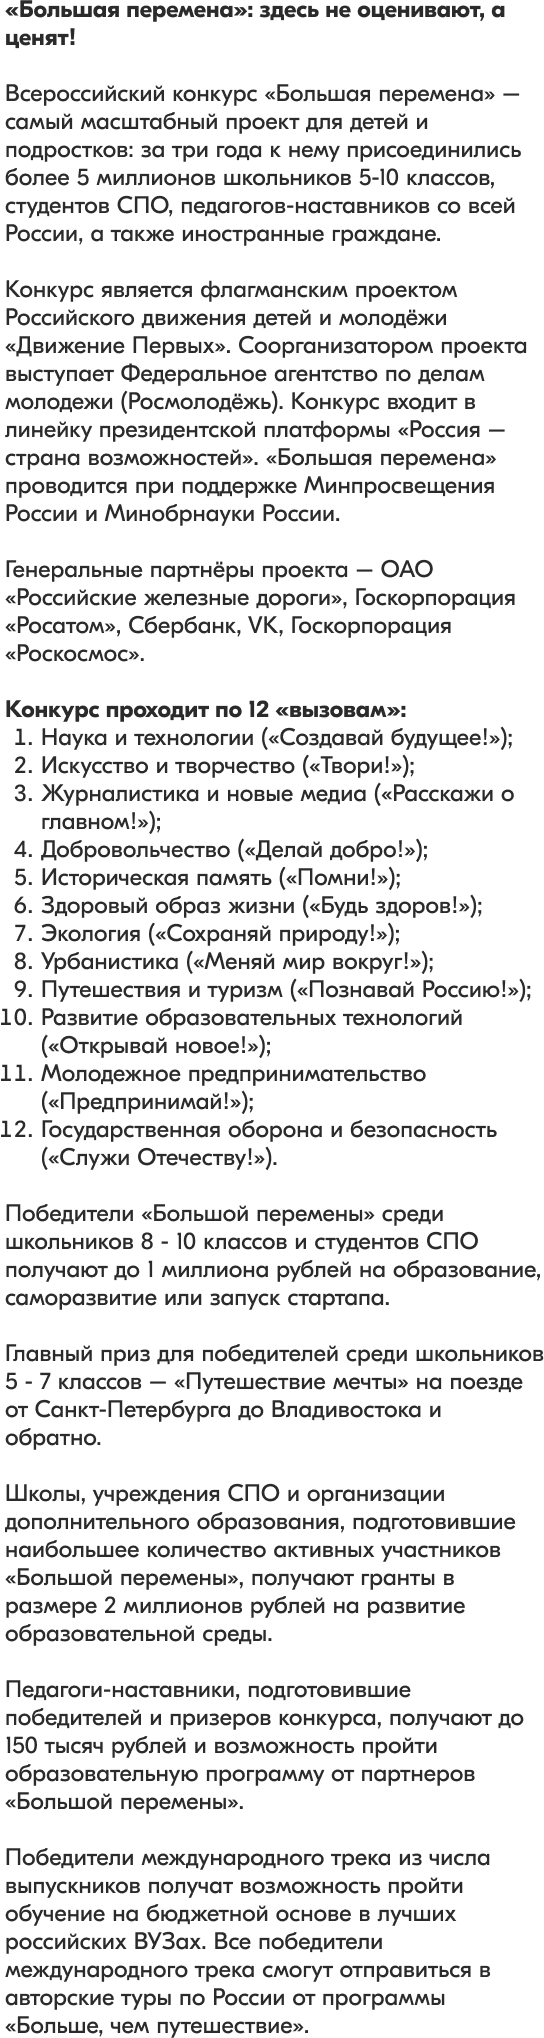 «Большая перемена»: здесь не оценивают, а
ценят!
Всероссийский конкурс «Большая перемена» —
самый масштабный проект для детей и
подростков: за три года к нему присоединились
более 5 миллионов школьников 5-10 классов,
студентов СПО, педагогов-наставников со всей
России, а также иностранные граждане.
Конкурс является флагманским проектом
Российского движения детей и молодёжи
«Движение Первых». Соорганизатором проекта
выступает Федеральное агентство по делам
молодежи (Росмолодёжь). Конкурс входит в
линейку президентской платформы «Россия —
страна возможностей». «Большая перемена»
проводится при поддержке Минпросвещения
России и Минобрнауки России.
Генеральные партнёры проекта — ОАО
«Российские железные дороги», Госкорпорация
«Росатом», Сбербанк, VK, Госкорпорация
«Роскосмос».
Конкурс проходит по 12 «вызовам»:
1. Наука и технологии («Создавай будущее!»);
2. Искусство и творчество («Твори!»);
3. Журналистика и новые медиа («Расскажи о
главном!»);
4. Добровольчество («Делай добро!»);
5. Историческая память («Помни!»);
6. Здоровый образ жизни («Будь здоров!»);
7. Экология («Сохраняй природу!»);
8. Урбанистика («Меняй мир вокруг!»);
9. Путешествия и туризм («Познавай Россию!»);
10. Развитие образовательных технологий
(«Открывай новое!»);
11. Молодежное предпринимательство
(«Предпринимай!»);
12. Государственная оборона и безопасность
(«Служи Отечеству!»).
Победители «Большой перемены» среди
школьников 8 - 10 классов и студентов СПО
получают до 1 миллиона рублей на образование,
саморазвитие или запуск стартапа.
Главный приз для победителей среди школьников
5 - 7 классов — «Путешествие мечты» на поезде
от Санкт-Петербурга до Владивостока и
обратно.
Школы, учреждения СПО и организации
дополнительного образования, подготовившие
наибольшее количество активных участников
«Большой перемены», получают гранты в
размере 2 миллионов рублей на развитие
образовательной среды.
Педагоги-наставники, подготовившие
победителей и призеров конкурса, получают до
150 тысяч рублей и возможность пройти
образовательную программу от партнеров
«Большой перемены».
Победители международного трека из числа
выпускников получат возможность пройти
обучение на бюджетной основе в лучших
российских ВУЗах. Все победители
международного трека смогут отправиться в
авторские туры по России от программы
«Больше, чем путешествие».